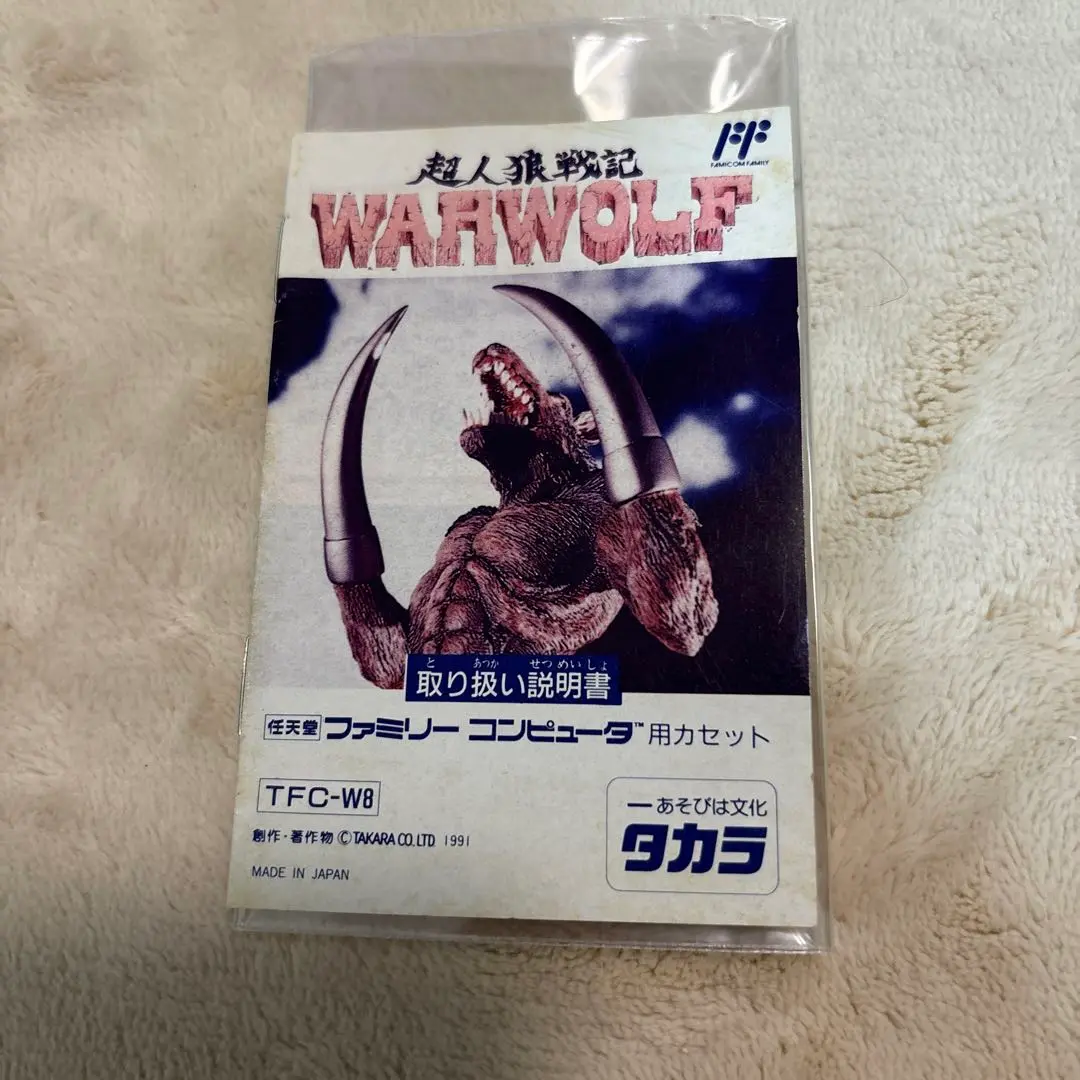 FAMICOM FAMILY
超人狼戦記
WARWOLF
と あつか せつめいしょ
取り扱い説明書
任天堂 ファミリー コンピュータ™ 用カセット
TFC-W8
創作・著作物 ©TAKARA CO. LTD. 1991
MADE IN JAPAN
ーあそびは文化
タカラ